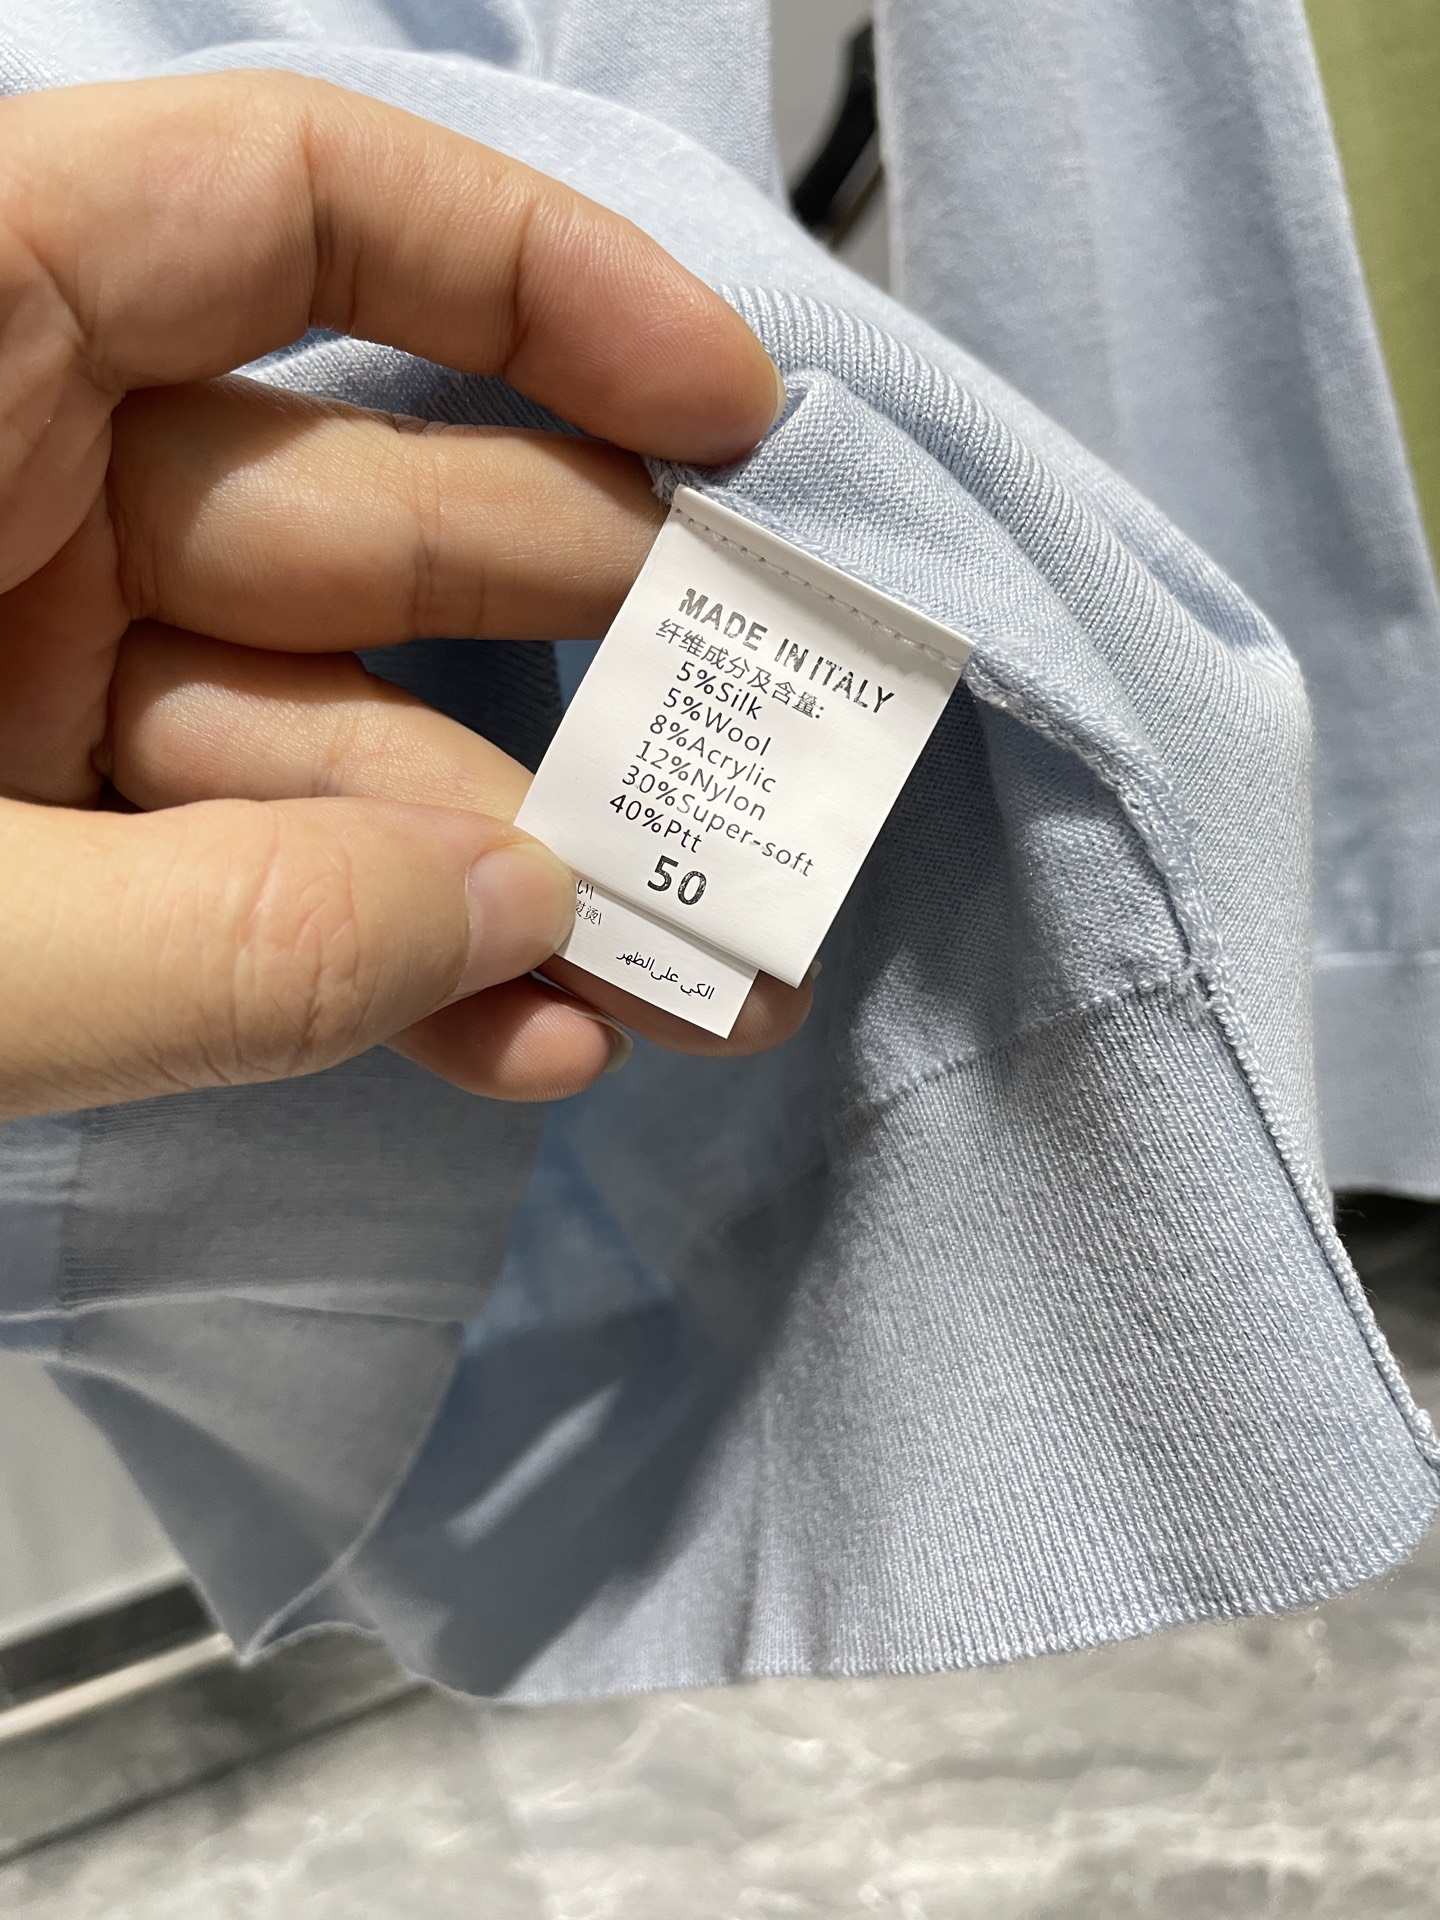 MADE IN ITALY
纤维成分及含量:
5%Silk
5%Wool
8%Acrylic
12%Nylon
30%Super-soft
40%Ptt
50
الكي على الظهر